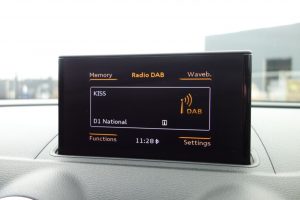 Memory Radio DAB Waveb.
KISS
DAB
D1 National
Functions 11:28 Settings